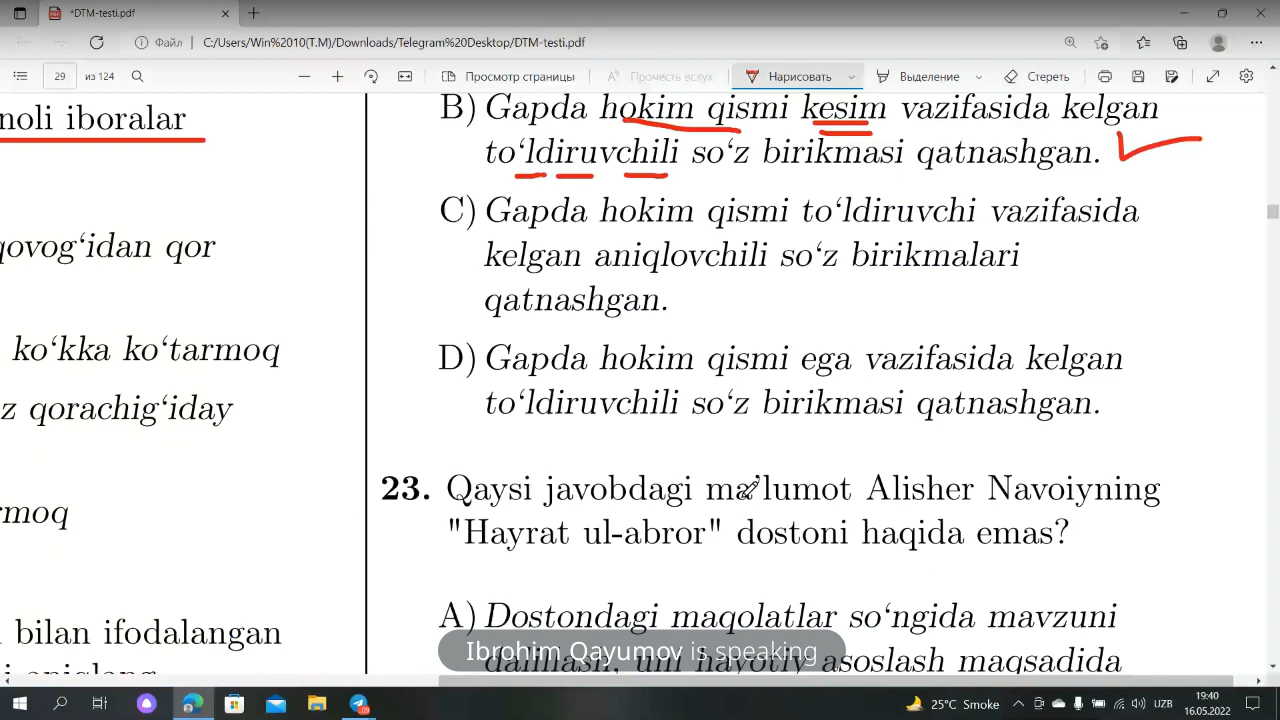 *DTM-testi.pdf
Файл
C:/Users/Win%2010(T.M)/Downloads/Telegram%20Desktop/DTM-testi.pdf
29 из 124
Просмотр страницы
Прочесть вслух
Нарисовать
Выделение
Стереть
noli iboralar
qovog‘idan qor
ko‘kka ko‘tarmoq
z qorachig‘iday
rmoq
bilan ifodalangan
B) Gapda hokim qismi kesim vazifasida kelgan
to‘ldiruvchili so‘z birikmasi qatnashgan.
C) Gapda hokim qismi to‘ldiruvchi vazifasida
kelgan aniqlovchili so‘z birikmalari
qatnashgan.
D) Gapda hokim qismi ega vazifasida kelgan
to‘ldiruvchili so‘z birikmasi qatnashgan.
23. Qaysi javobdagi ma’lumot Alisher Navoiyning
"Hayrat ul-abror" dostoni haqida emas?
A) Dostondagi maqolatlar so‘ngida mavzuni
dalillash, uni hayotiy asoslash maqsadida
Ibrohim Qayumov is speaking
25°C Smoke
UZB
19:40
16.05.2022